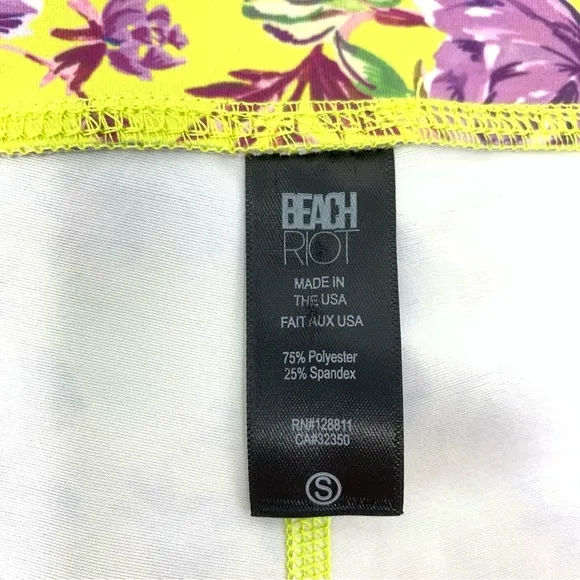 BEACH
RIOT
MADE IN
THE USA
FAIT AUX USA
75% Polyester
25% Spandex
RN#128811
CA#32350
S